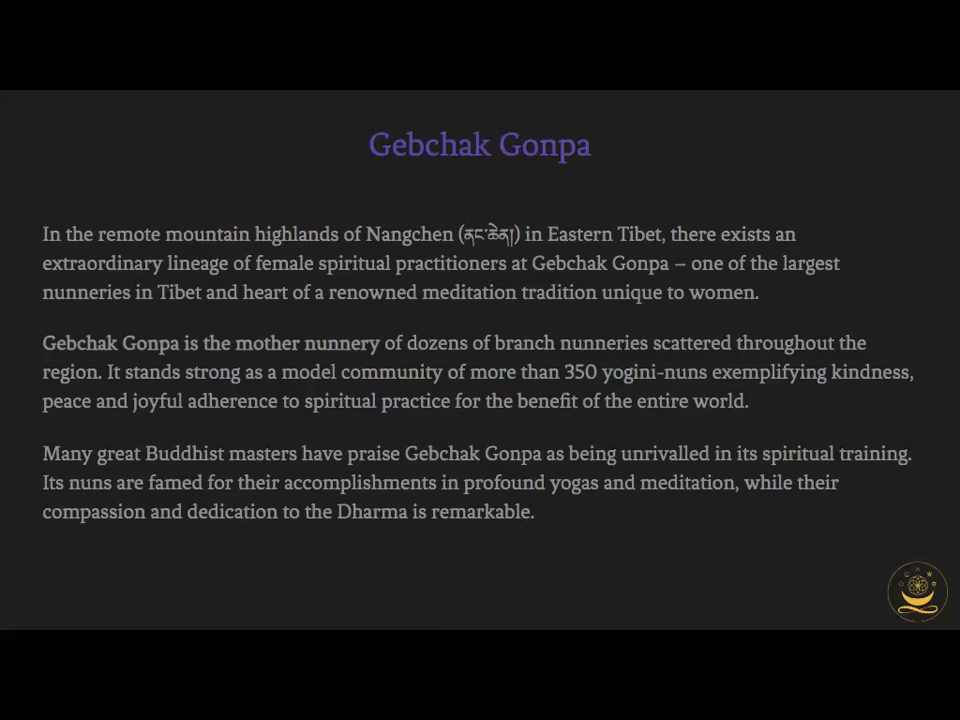 Gebchak Gonpa
In the remote mountain highlands of Nangchen (ནང་ཆེན།) in Eastern Tibet, there exists an
extraordinary lineage of female spiritual practitioners at Gebchak Gonpa – one of the largest
nunneries in Tibet and heart of a renowned meditation tradition unique to women.
Gebchak Gonpa is the mother nunnery of dozens of branch nunneries scattered throughout the
region. It stands strong as a model community of more than 350 yogini-nuns exemplifying kindness,
peace and joyful adherence to spiritual practice for the benefit of the entire world.
Many great Buddhist masters have praise Gebchak Gonpa as being unrivalled in its spiritual training.
Its nuns are famed for their accomplishments in profound yogas and meditation, while their
compassion and dedication to the Dharma is remarkable.